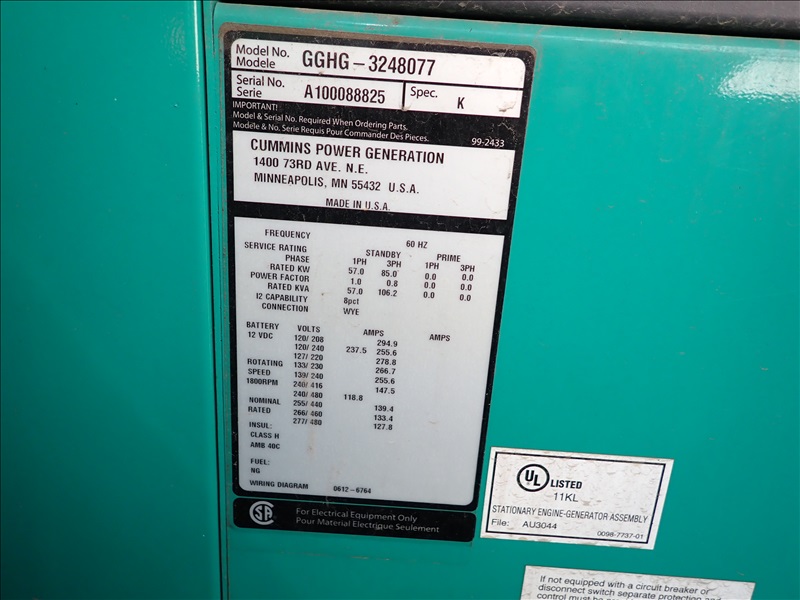 Model No. GGHG-3248077
Modele
Serial No. A100088825 Spec. K
Serie
IMPORTANT!
Model & Serial No. Required When Ordering Parts.
Modéle & No. Serie Requis Pour Commander Des Pieces. 99-2433
CUMMINS POWER GENERATION
1400 73RD AVE. N.E.
MINNEAPOLIS, MN 55432 U.S.A.
MADE IN U.S.A.
FREQUENCY 60 HZ
SERVICE RATING STANDBY PRIME
PHASE 1PH 3PH 1PH 3PH
RATED KW 57.0 85.0 0.0 0.0
POWER FACTOR 1.0 0.8 0.0 0.0
RATED KVA 57.0 106.2 0.0 0.0
I2 CAPABILITY 8pct
CONNECTION WYE
BATTERY VOLTS AMPS AMPS
12 VDC 120/ 208 294.9
120/ 240 237.5 255.6
127/ 220 278.8
ROTATING 133/ 230 266.7
SPEED 139/ 240 255.6
1800RPM 240/ 416 147.5
240/ 480 118.8
NOMINAL 255/ 440 139.4
RATED 266/ 460 133.4
277/ 480 127.8
INSUL:
CLASS H
AMB 40C
FUEL:
NG
WIRING DIAGRAM 0612-6764
SA For Electrical Equipment Only
Pour Material Electrique Seulement
UL LISTED
11KL
STATIONARY ENGINE-GENERATOR ASSEMBLY
File: AU3044
0098-7737-01
If not equipped with a circuit breaker or
disconnect switch separate protection and
control must be